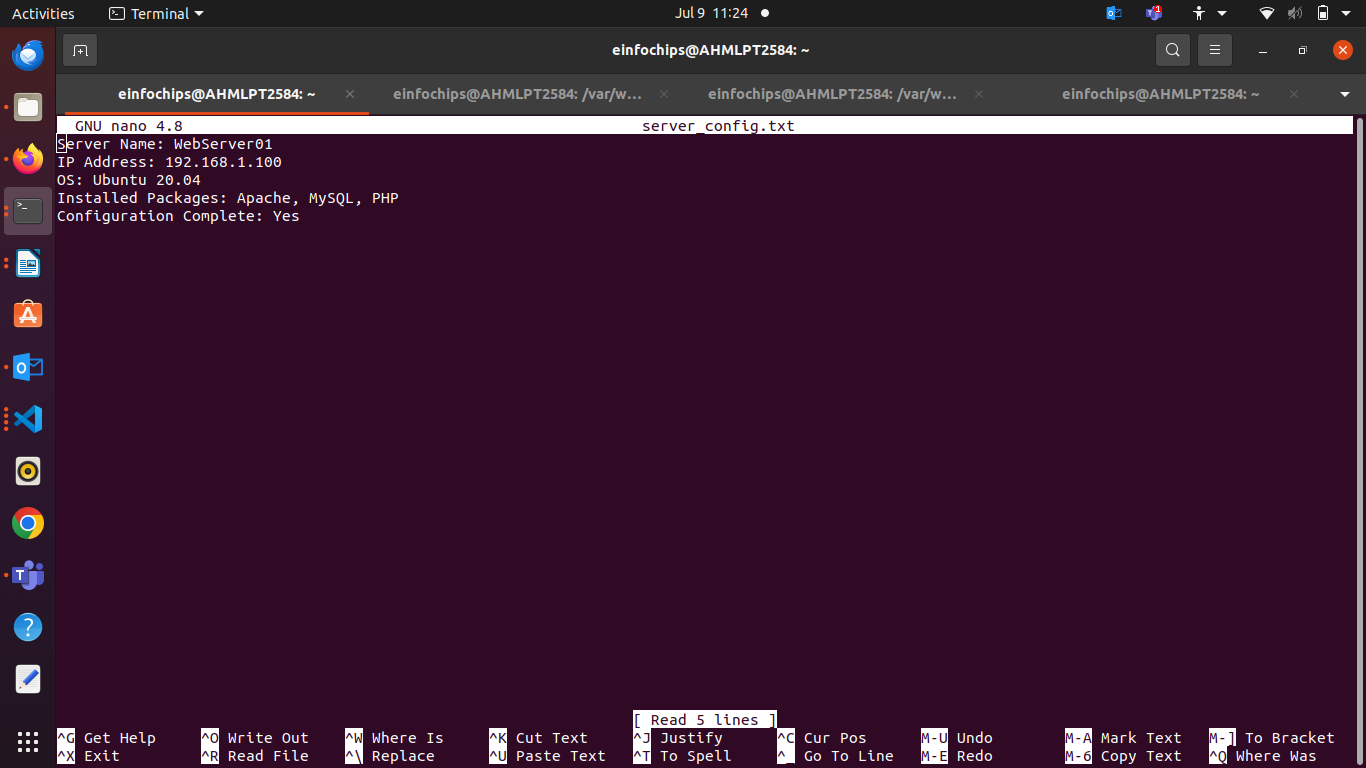 Activities Terminal Jul 9 11:24 1
einfochips@AHMLPT2584: ~
einfochips@AHMLPT2584: ~ einfochips@AHMLPT2584: /var/w... einfochips@AHMLPT2584: /var/w... einfochips@AHMLPT2584: ~
GNU nano 4.8 server_config.txt
Server Name: WebServer01
IP Address: 192.168.1.100
OS: Ubuntu 20.04
Installed Packages: Apache, MySQL, PHP
Configuration Complete: Yes
[ Read 5 lines ]
^G Get Help ^O Write Out ^W Where Is ^K Cut Text ^J Justify ^C Cur Pos M-U Undo M-A Mark Text M-] To Bracket
^X Exit ^R Read File ^\ Replace ^U Paste Text ^T To Spell ^_ Go To Line M-E Redo M-6 Copy Text ^Q Where Was